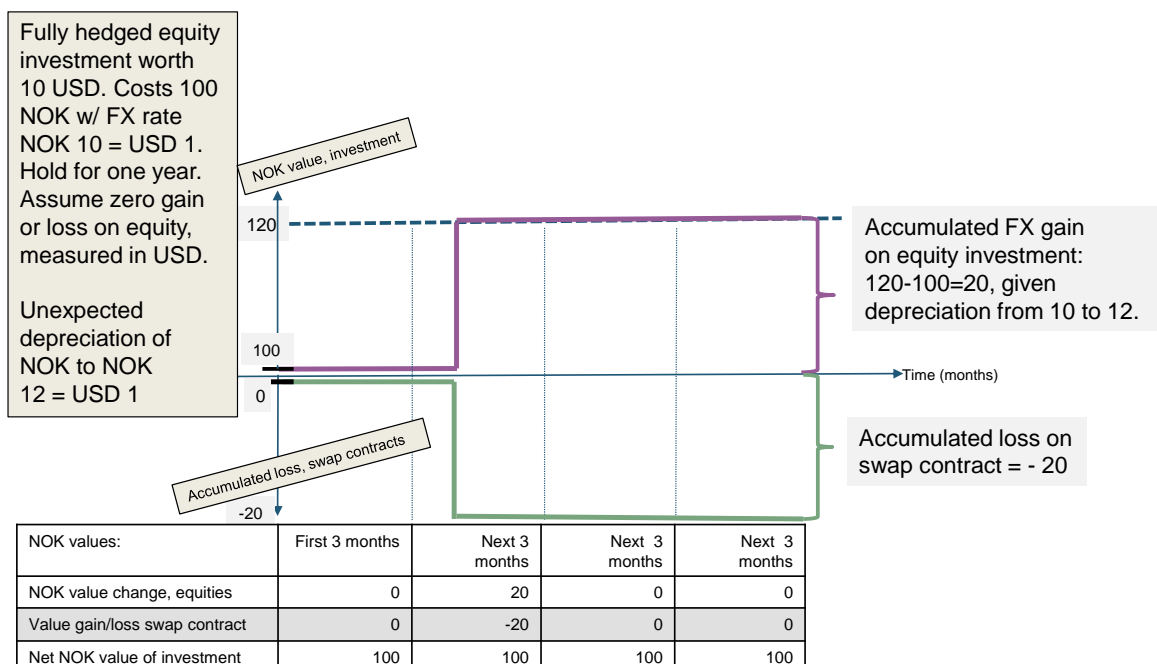 Fully hedged equity
investment worth
10 USD. Costs 100
NOK w/ FX rate
NOK 10 = USD 1.
Hold for one year.
Assume zero gain
or loss on equity,
measured in USD.
Unexpected
depreciation of
NOK to NOK
12 = USD 1
NOK value, investment
120
100
0
-20
Accumulated loss, swap contracts
Time (months)
Accumulated FX gain
on equity investment:
120-100=20, given
depreciation from 10 to 12.
Accumulated loss on
swap contract = - 20
NOK values: First 3 months Next 3 months Next 3 months Next 3 months
NOK value change, equities 0 20 0 0
Value gain/loss swap contract 0 -20 0 0
Net NOK value of investment 100 100 100 100